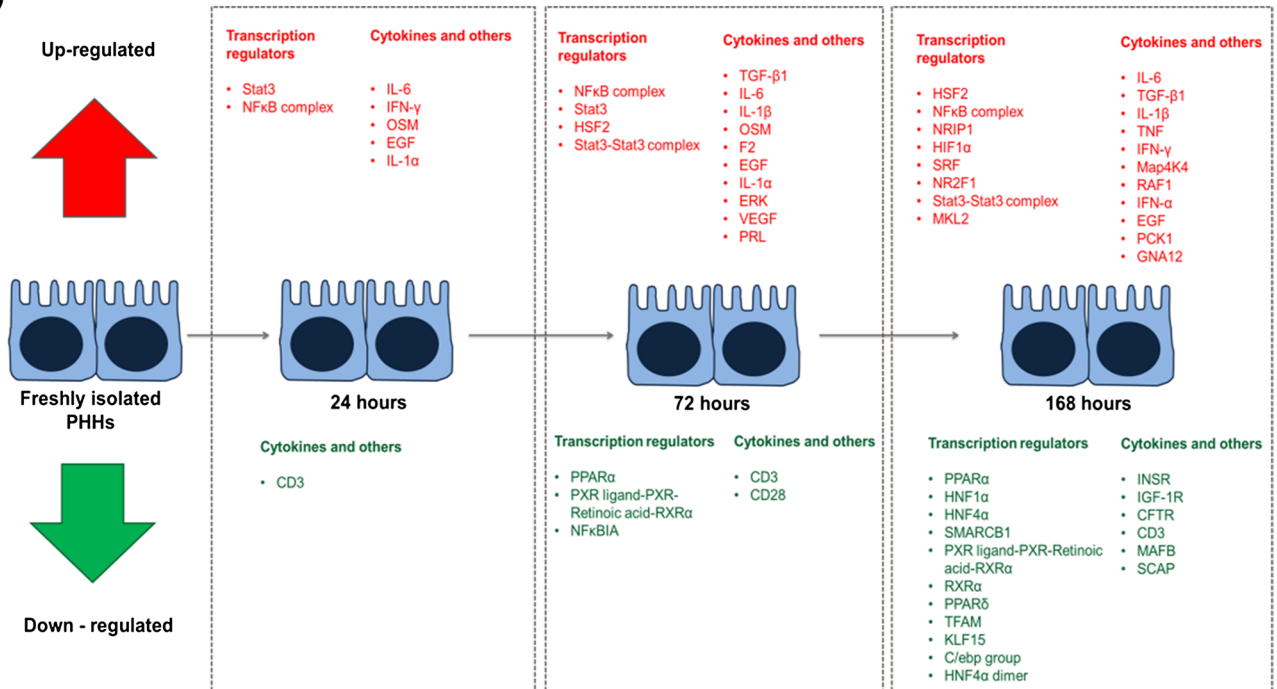 Up-regulated
Transcription
regulators
• Stat3
• NFκB complex
Cytokines and others
• IL-6
• IFN-γ
• OSM
• EGF
• IL-1α
Transcription
regulators
• NFκB complex
• Stat3
• HSF2
• Stat3-Stat3 complex
Cytokines and others
• TGF-β1
• IL-6
• IL-1β
• OSM
• F2
• EGF
• IL-1α
• ERK
• VEGF
• PRL
Transcription
regulators
• HSF2
• NFκB complex
• NRIP1
• HIF1α
• SRF
• NR2F1
• Stat3-Stat3 complex
• MKL2
Cytokines and others
• IL-6
• TGF-β1
• IL-1β
• TNF
• IFN-γ
• Map4K4
• RAF1
• IFN-α
• EGF
• PCK1
• GNA12
Freshly isolated
PHHs
24 hours
72 hours
168 hours
Cytokines and others
• CD3
Transcription regulators
• PPARα
• PXR ligand-PXR-
Retinoic acid-RXRα
• NFκBIA
Cytokines and others
• CD3
• CD28
Transcription regulators
• PPARα
• HNF1α
• HNF4α
• SMARCB1
• PXR ligand-PXR-Retinoic
acid-RXRα
• RXRα
• PPARδ
• TFAM
• KLF15
• C/ebp group
• HNF4α dimer
Cytokines and others
• INSR
• IGF-1R
• CFTR
• CD3
• MAFB
• SCAP
Down - regulated